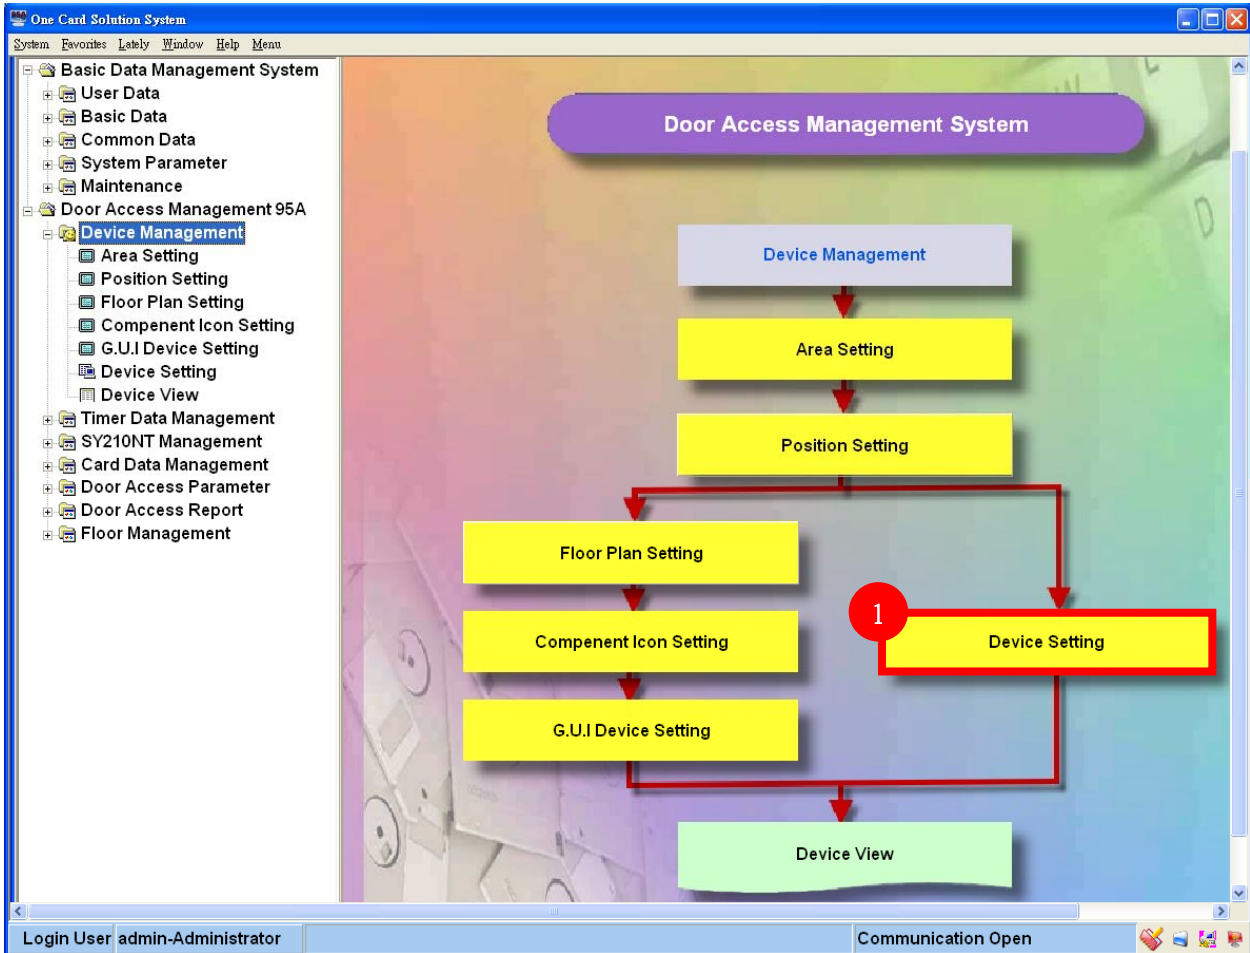 One Card Solution System
System Favorites Lately Window Help Menu
Basic Data Management System
User Data
Basic Data
Common Data
System Parameter
Maintenance
Door Access Management 95A
Device Management
Area Setting
Position Setting
Floor Plan Setting
Compenent Icon Setting
G.U.I Device Setting
Device Setting
Device View
Timer Data Management
SY210NT Management
Card Data Management
Door Access Parameter
Door Access Report
Floor Management
Door Access Management System
Device Management
Area Setting
Position Setting
Floor Plan Setting
Compenent Icon Setting
G.U.I Device Setting
1
Device Setting
Device View
Login User admin-Administrator Communication Open